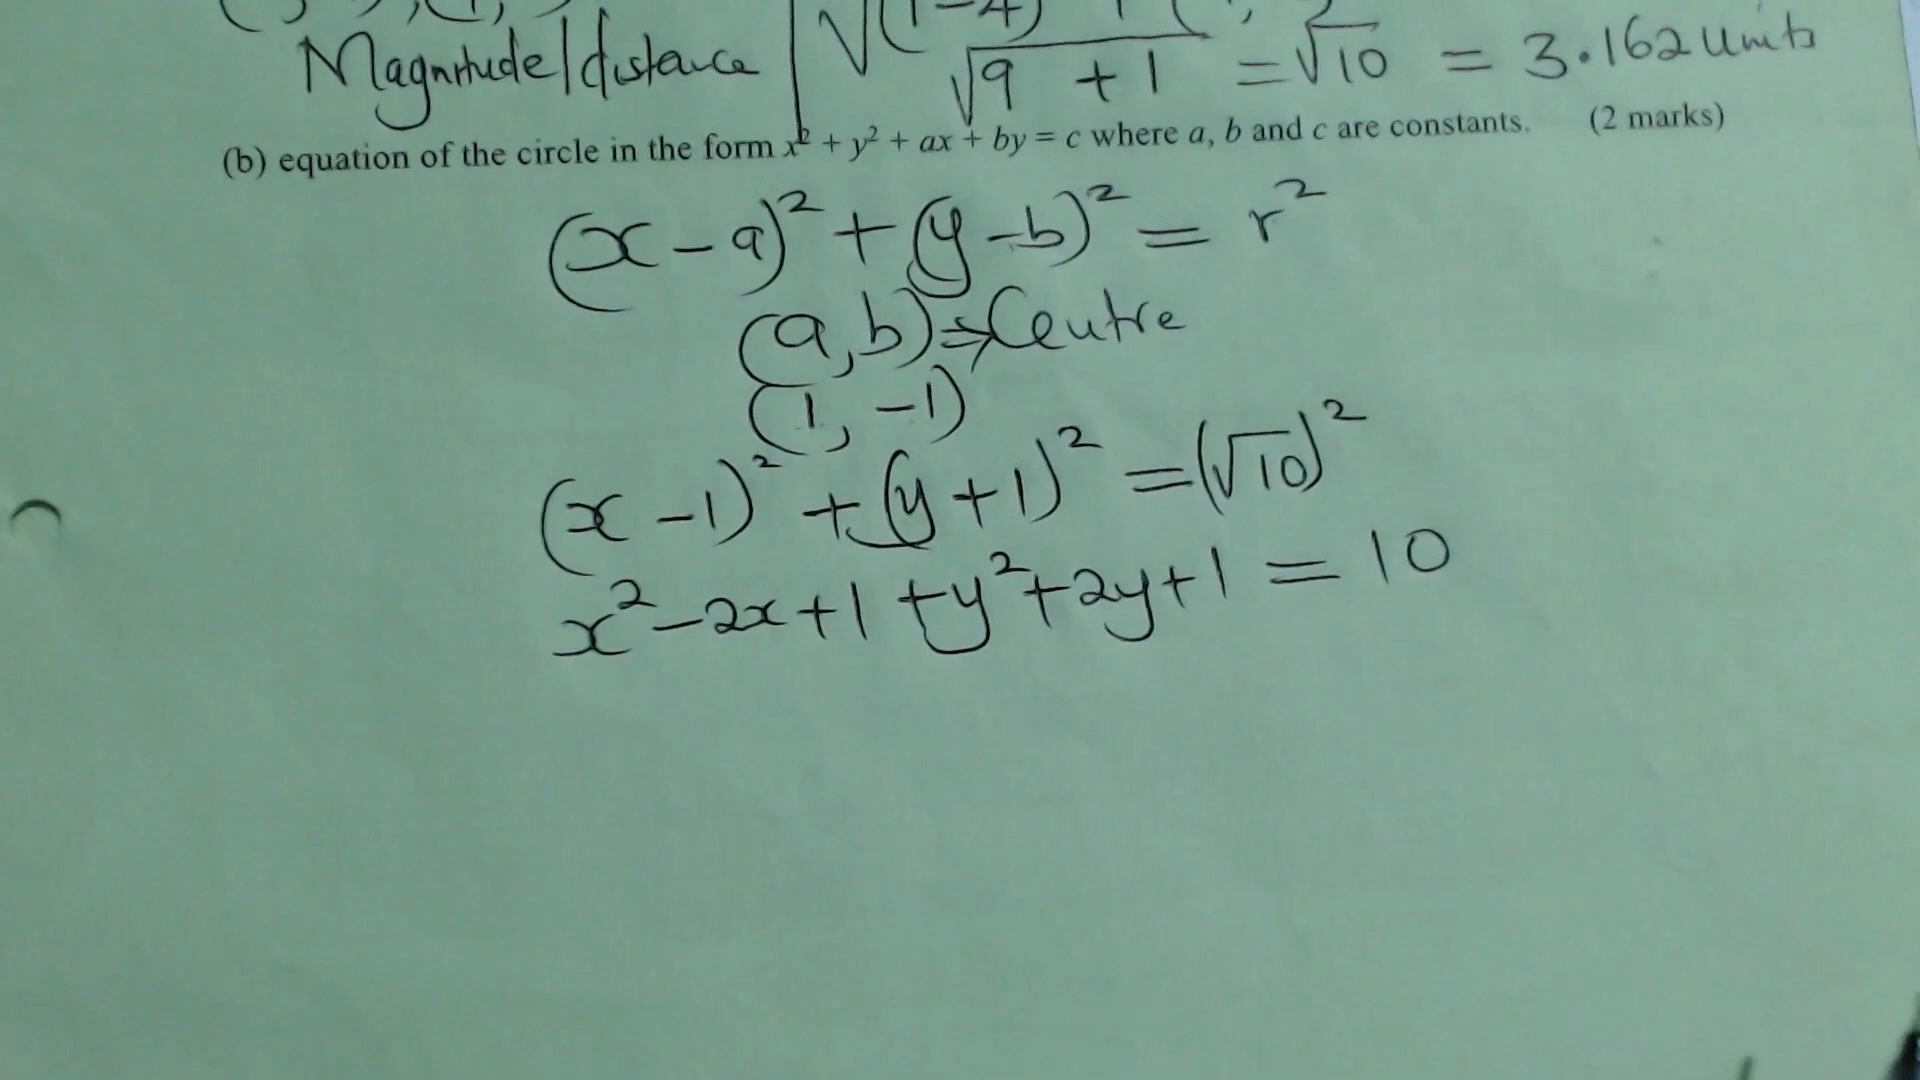 Magnitude/distance | √(1-4)
√9 + 1 = √10 = 3.162 units
(b) equation of the circle in the form x² + y² + ax + by = c where a, b and c are constants. (2 marks)
(x - a)² + (y - b)² = r²
(a, b) ⇒ Centre
(1, -1)
(x - 1)² + (y + 1)² = (√10)²
x² - 2x + 1 + y² + 2y + 1 = 10